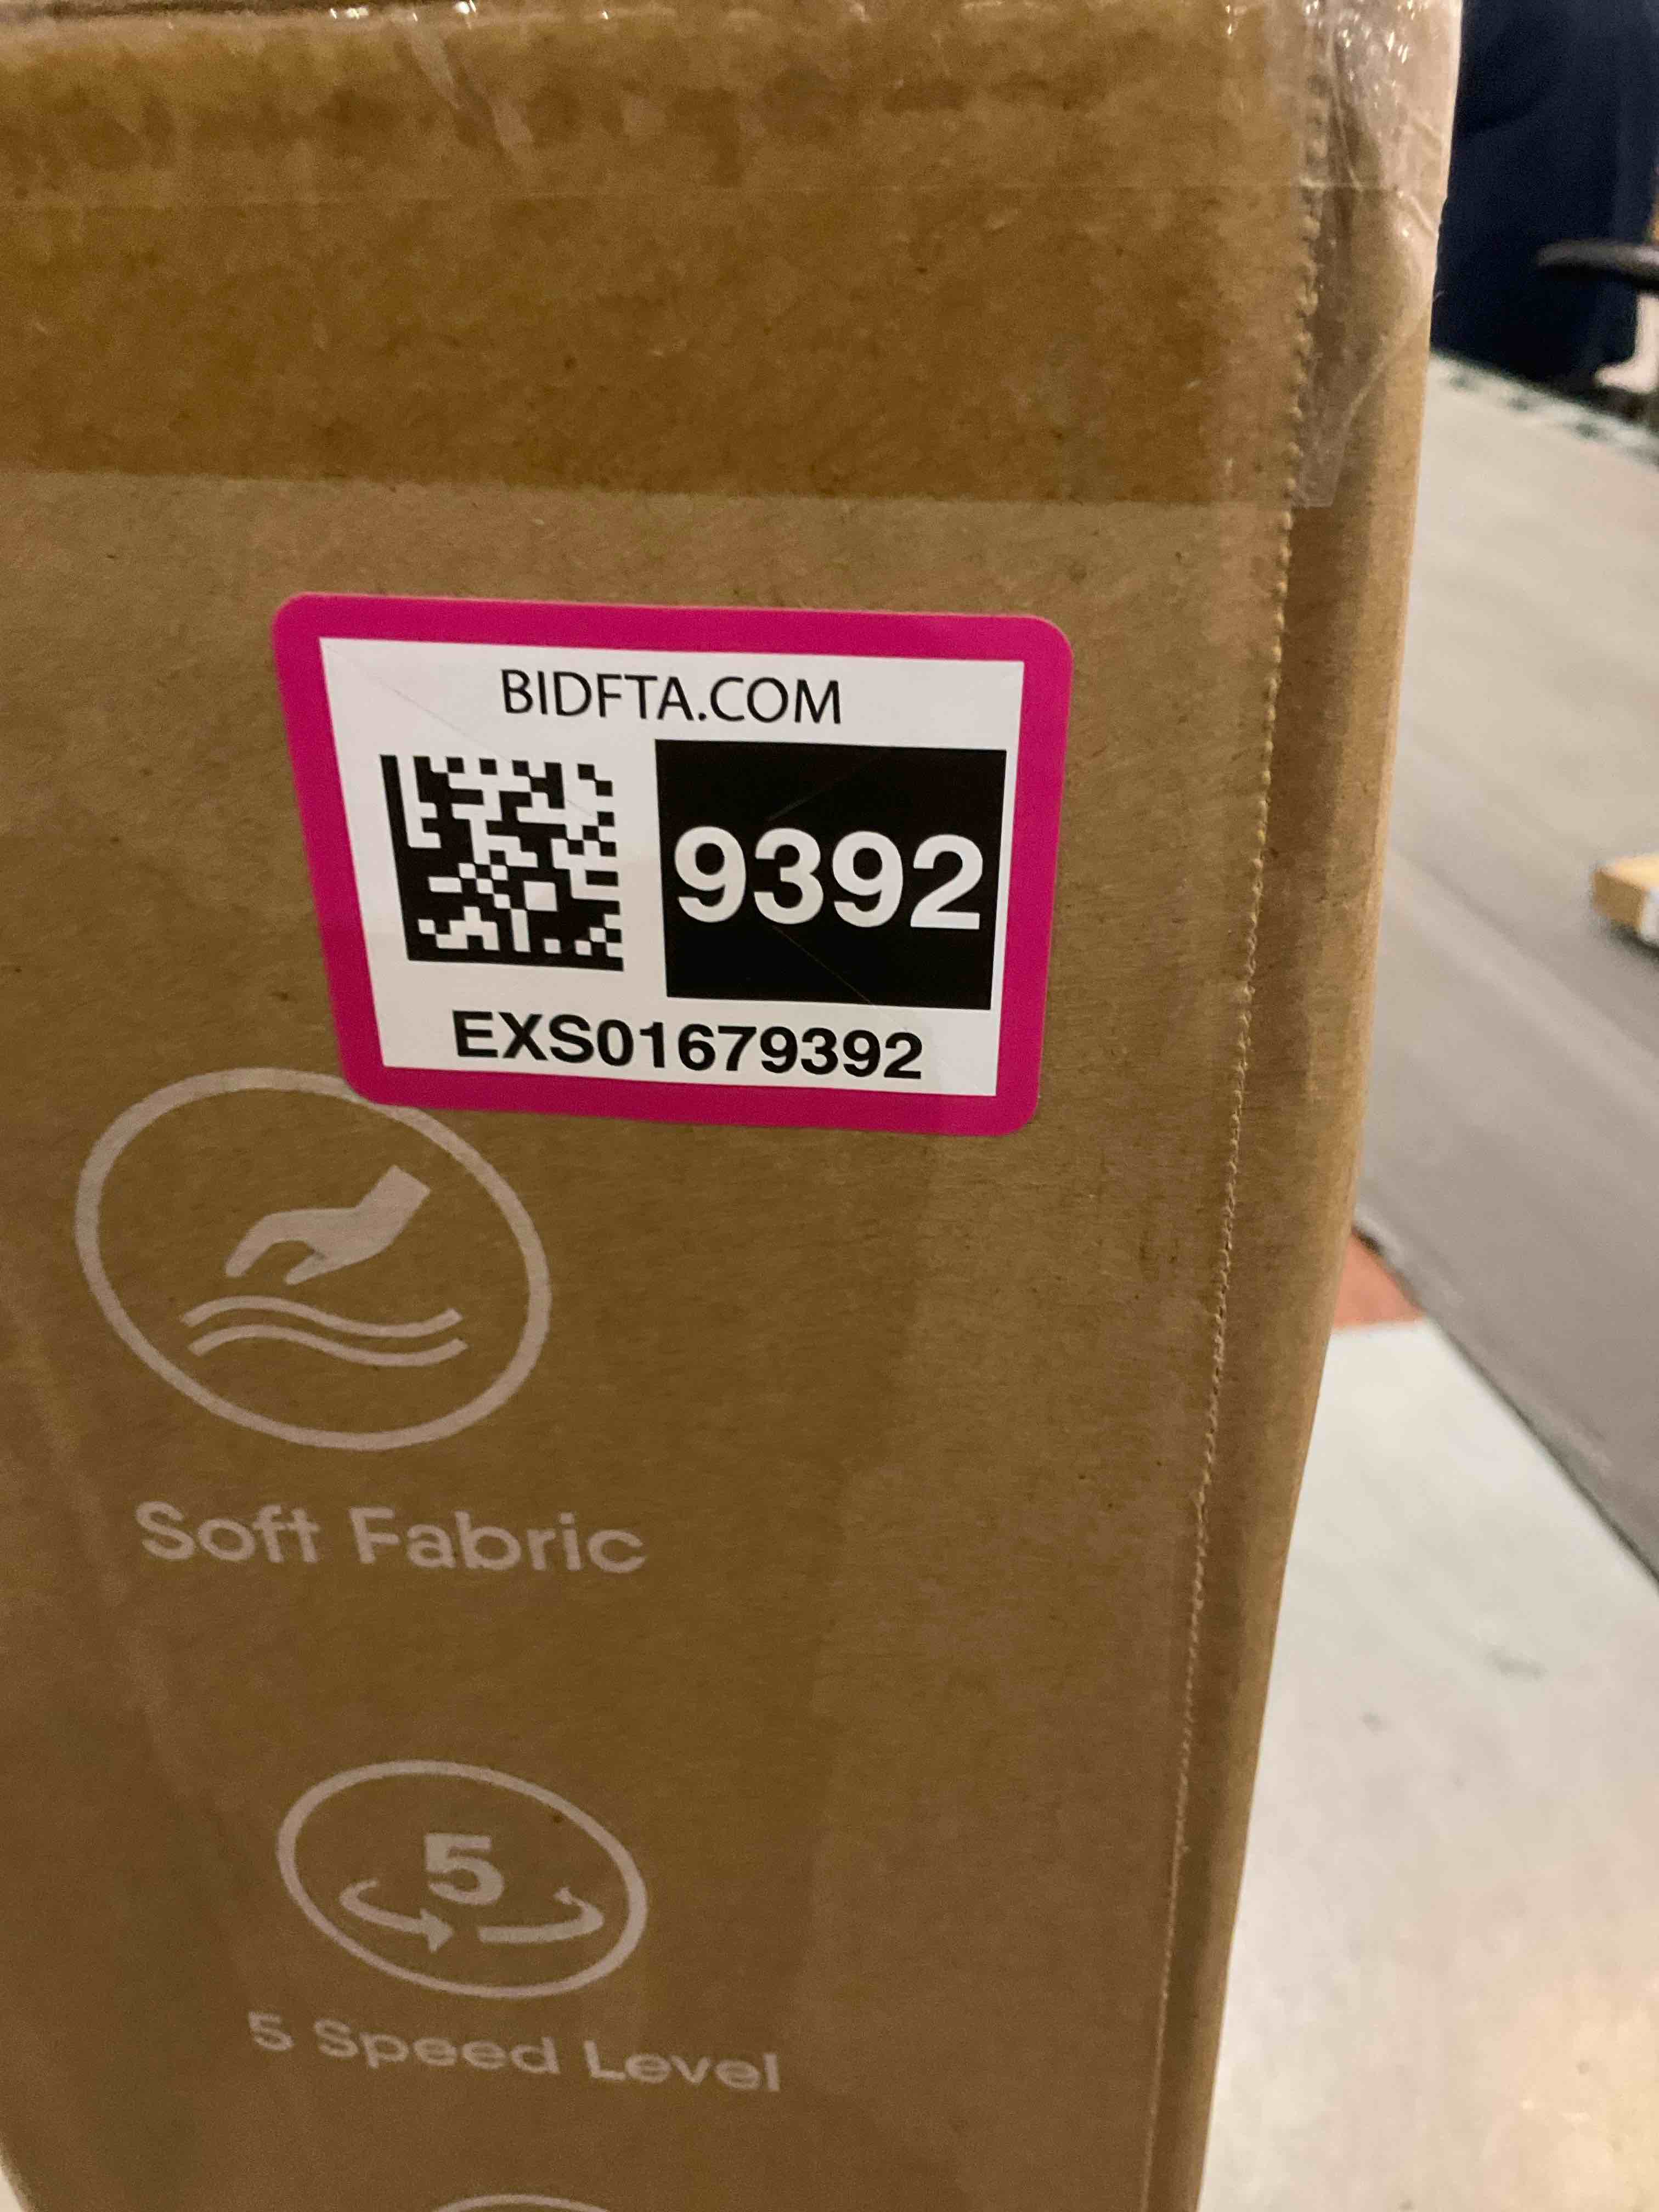 BIDFTA.COM
9392
EXS01679392
Soft Fabric
5
5 Speed Level